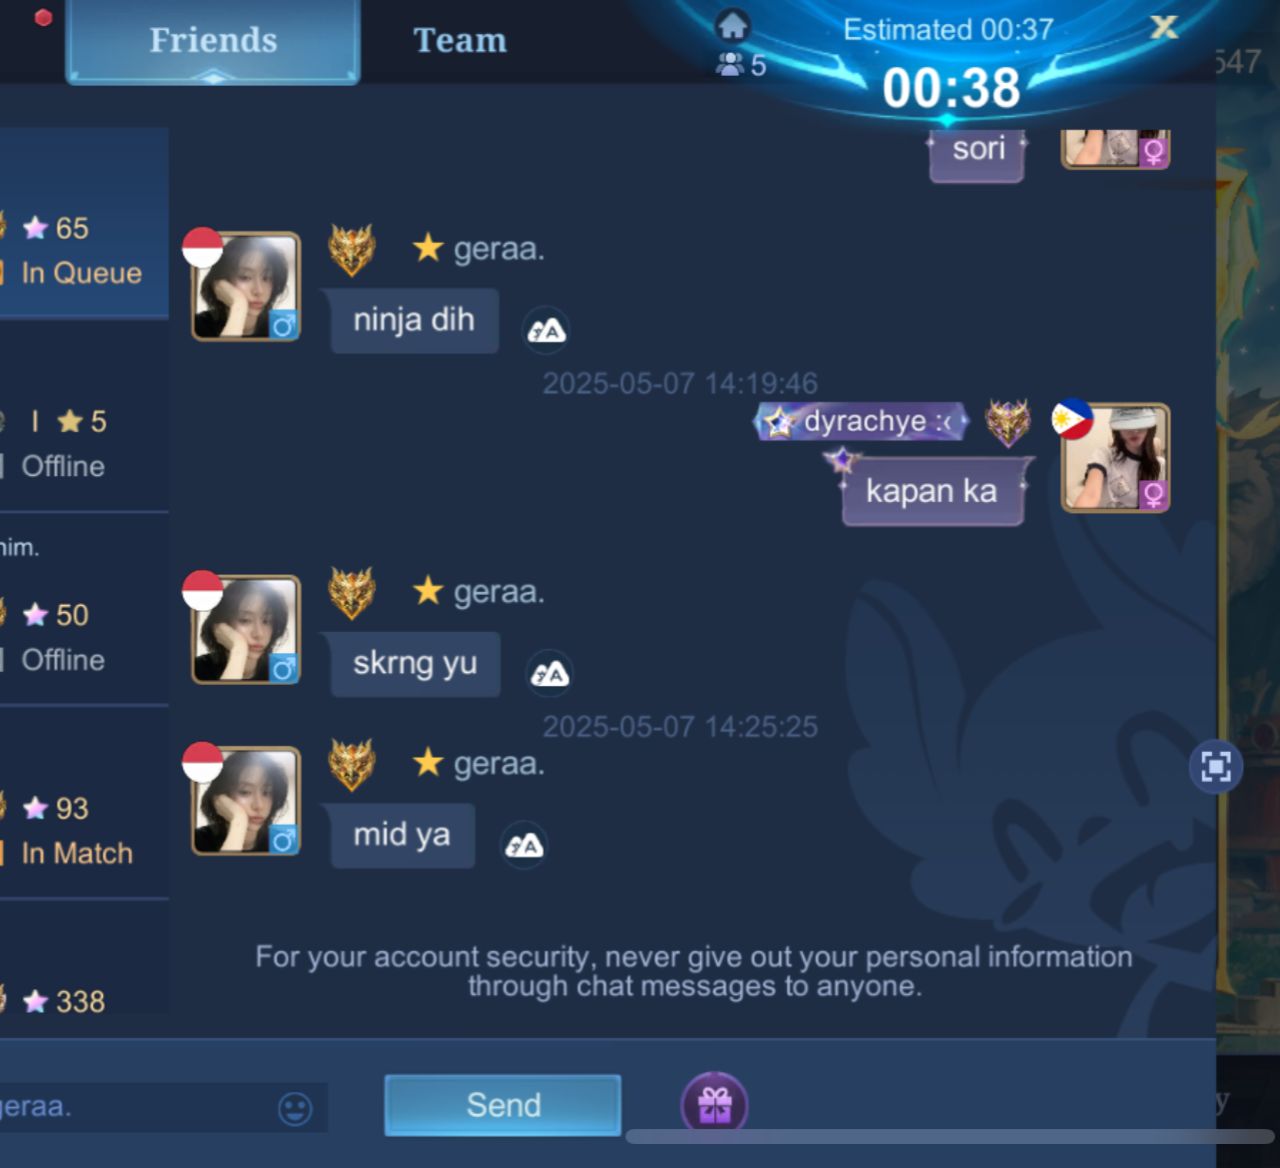 Friends
Team
Estimated 00:37
X
5
00:38
547
sori
65
In Queue
geraa.
ninja dih
2025-05-07 14:19:46
I 5
Offline
dyrachye :‹
kapan ka
him.
50
Offline
geraa.
skrng yu
2025-05-07 14:25:25
geraa.
mid ya
93
In Match
For your account security, never give out your personal information
through chat messages to anyone.
338
geraa.
Send
y